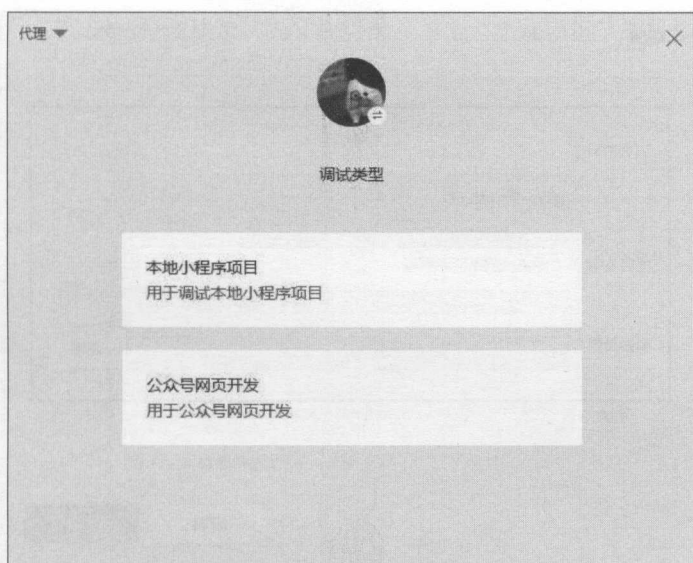 代理
调试类型
本地小程序项目
用于调试本地小程序项目
公众号网页开发
用于公众号网页开发